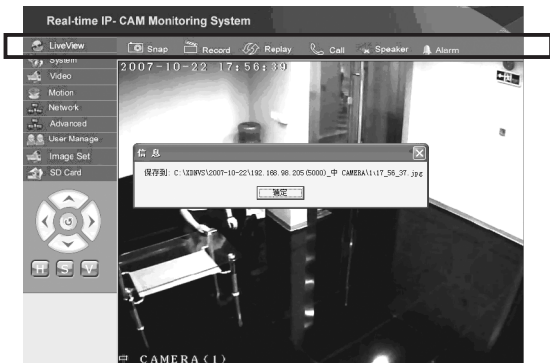 Real-time IP- CAM Monitoring System
LiveView
Snap Record Replay Call Speaker Alarm
System
Video
Motion
Network
Advanced
User Manage
Image Set
SD Card
H S V
2007-10-22 17:56:39
信 息
保存到: C:\XDNVS\2007-10-22\192.168.98.205(5000)_中 CAMERA\1\17_56_37.jpg
确定
中 CAMERA(1)